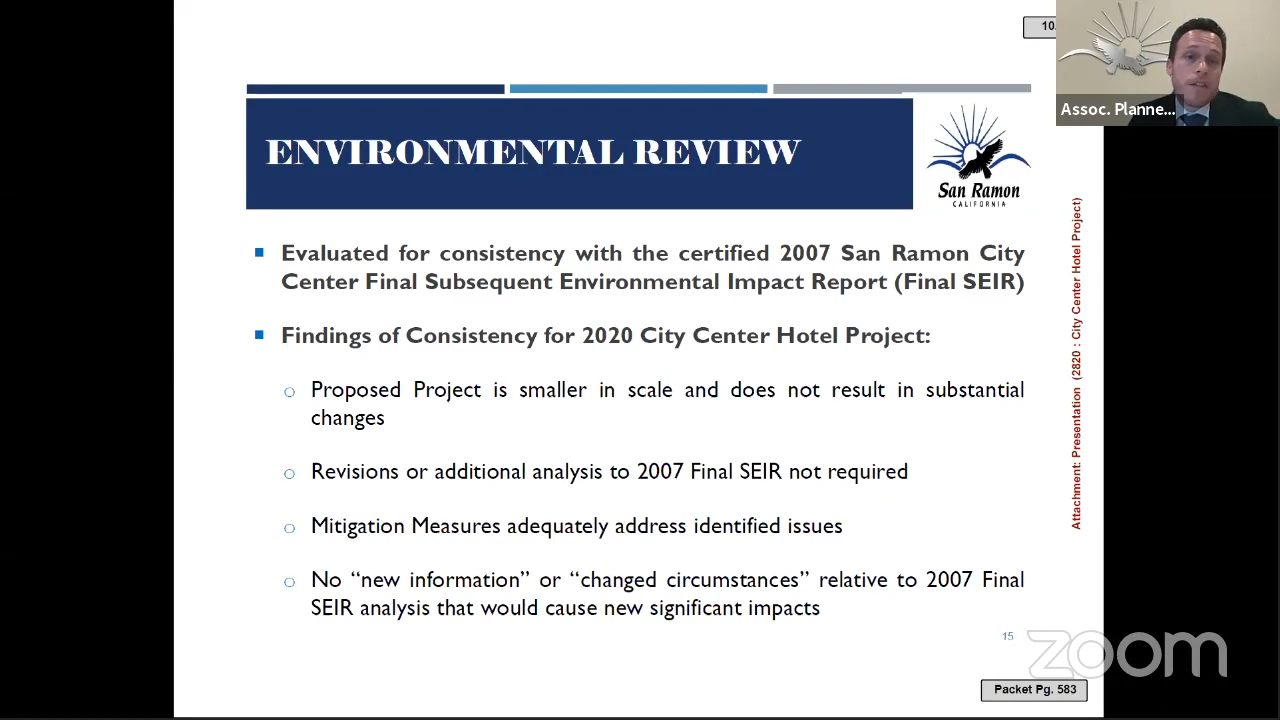 10.
Assoc. Planne...
ENVIRONMENTAL REVIEW
San Ramon
CALIFORNIA
Evaluated for consistency with the certified 2007 San Ramon City
Center Final Subsequent Environmental Impact Report (Final SEIR)
Findings of Consistency for 2020 City Center Hotel Project:
Proposed Project is smaller in scale and does not result in substantial
changes
Revisions or additional analysis to 2007 Final SEIR not required
Mitigation Measures adequately address identified issues
No “new information” or “changed circumstances” relative to 2007 Final
SEIR analysis that would cause new significant impacts
Attachment: Presentation (2820 : City Center Hotel Project)
15
zoom
Packet Pg. 583